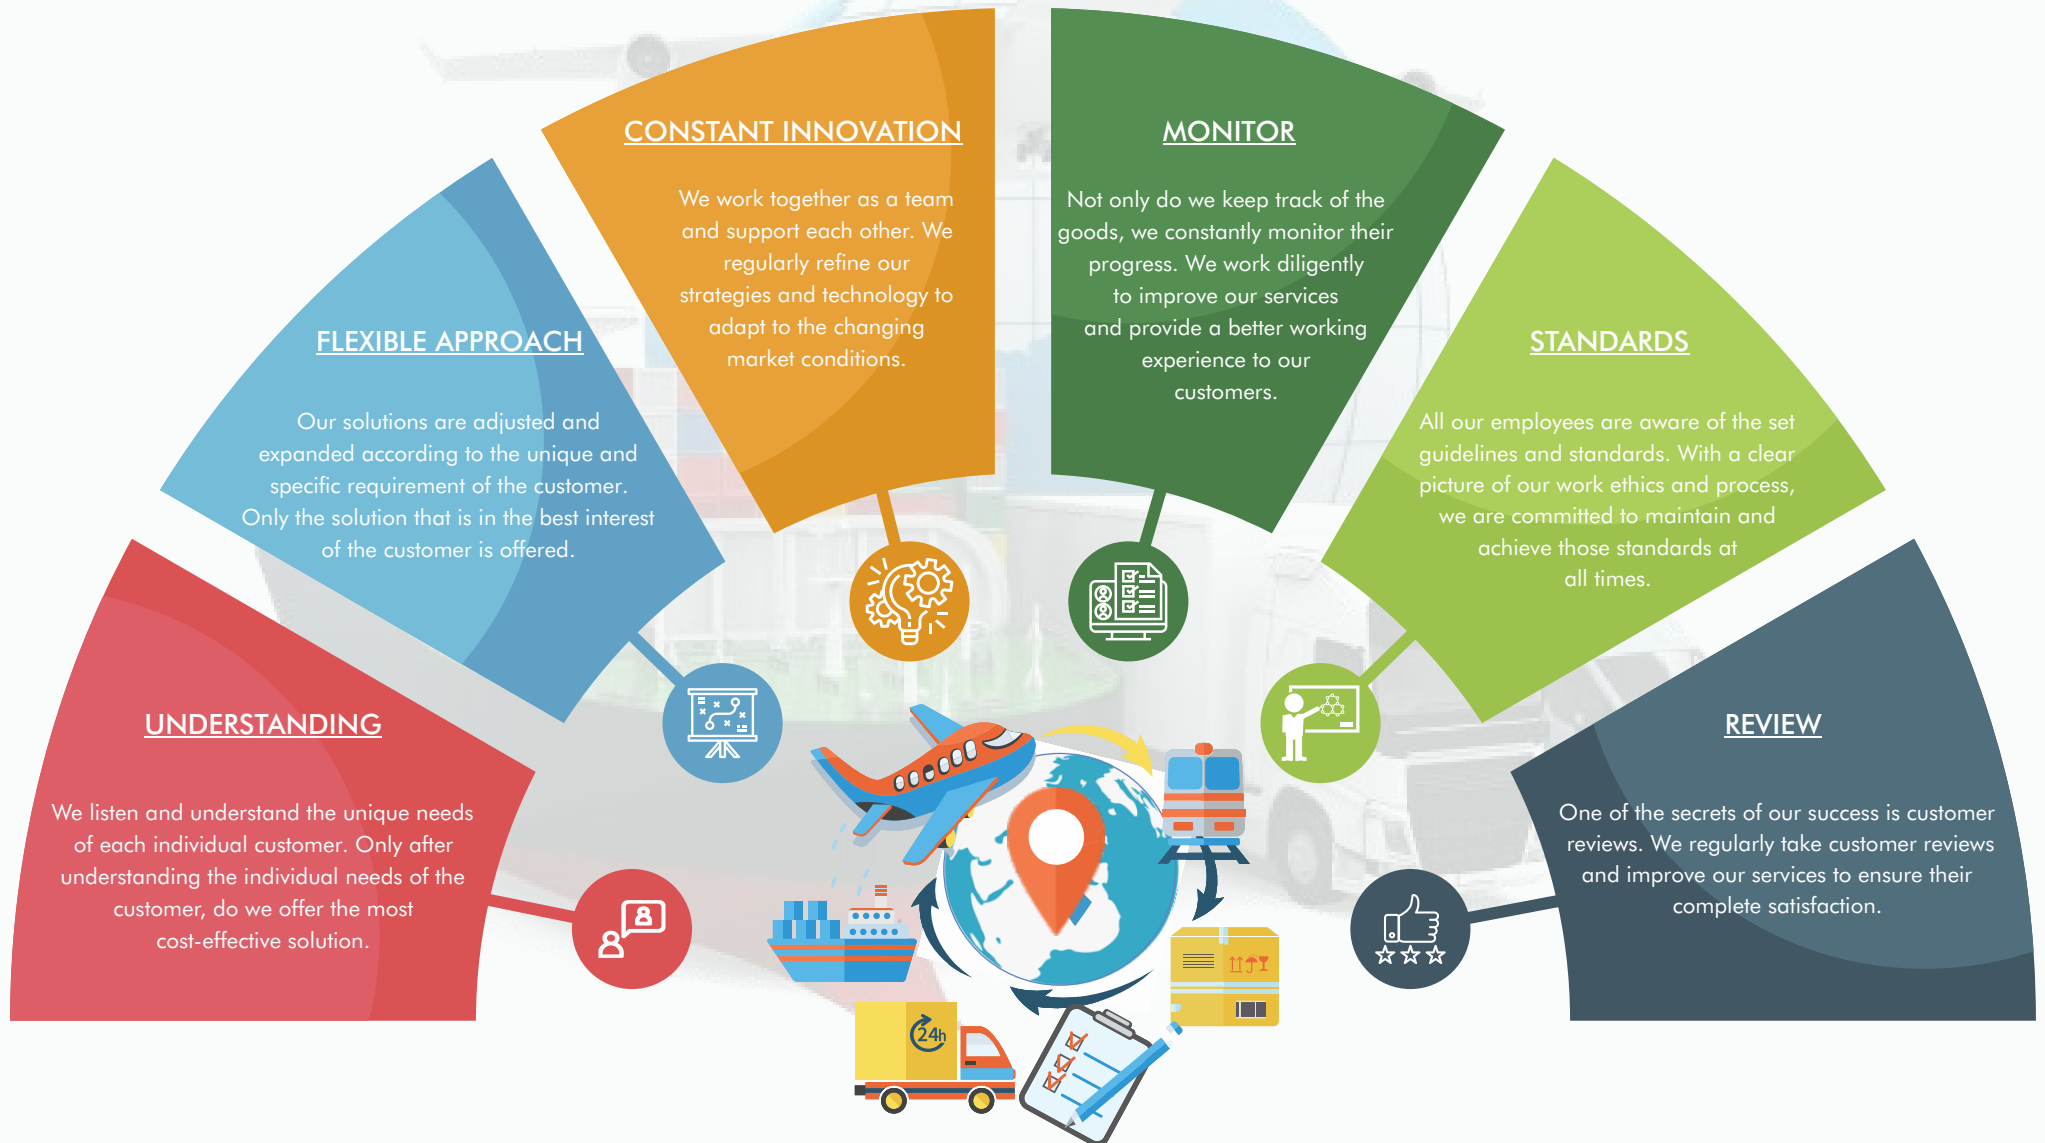 UNDERSTANDING
We listen and understand the unique needs
of each individual customer. Only after
understanding the individual needs of the
customer, do we offer the most
cost-effective solution.
FLEXIBLE APPROACH
Our solutions are adjusted and
expanded according to the unique and
specific requirement of the customer.
Only the solution that is in the best interest
of the customer is offered.
CONSTANT INNOVATION
We work together as a team
and support each other. We
regularly refine our
strategies and technology to
adapt to the changing
market conditions.
MONITOR
Not only do we keep track of the
goods, we constantly monitor their
progress. We work diligently
to improve our services
and provide a better working
experience to our
customers.
STANDARDS
All our employees are aware of the set
guidelines and standards. With a clear
picture of our work ethics and process,
we are committed to maintain and
achieve those standards at
all times.
REVIEW
One of the secrets of our success is customer
reviews. We regularly take customer reviews
and improve our services to ensure their
complete satisfaction.
24h